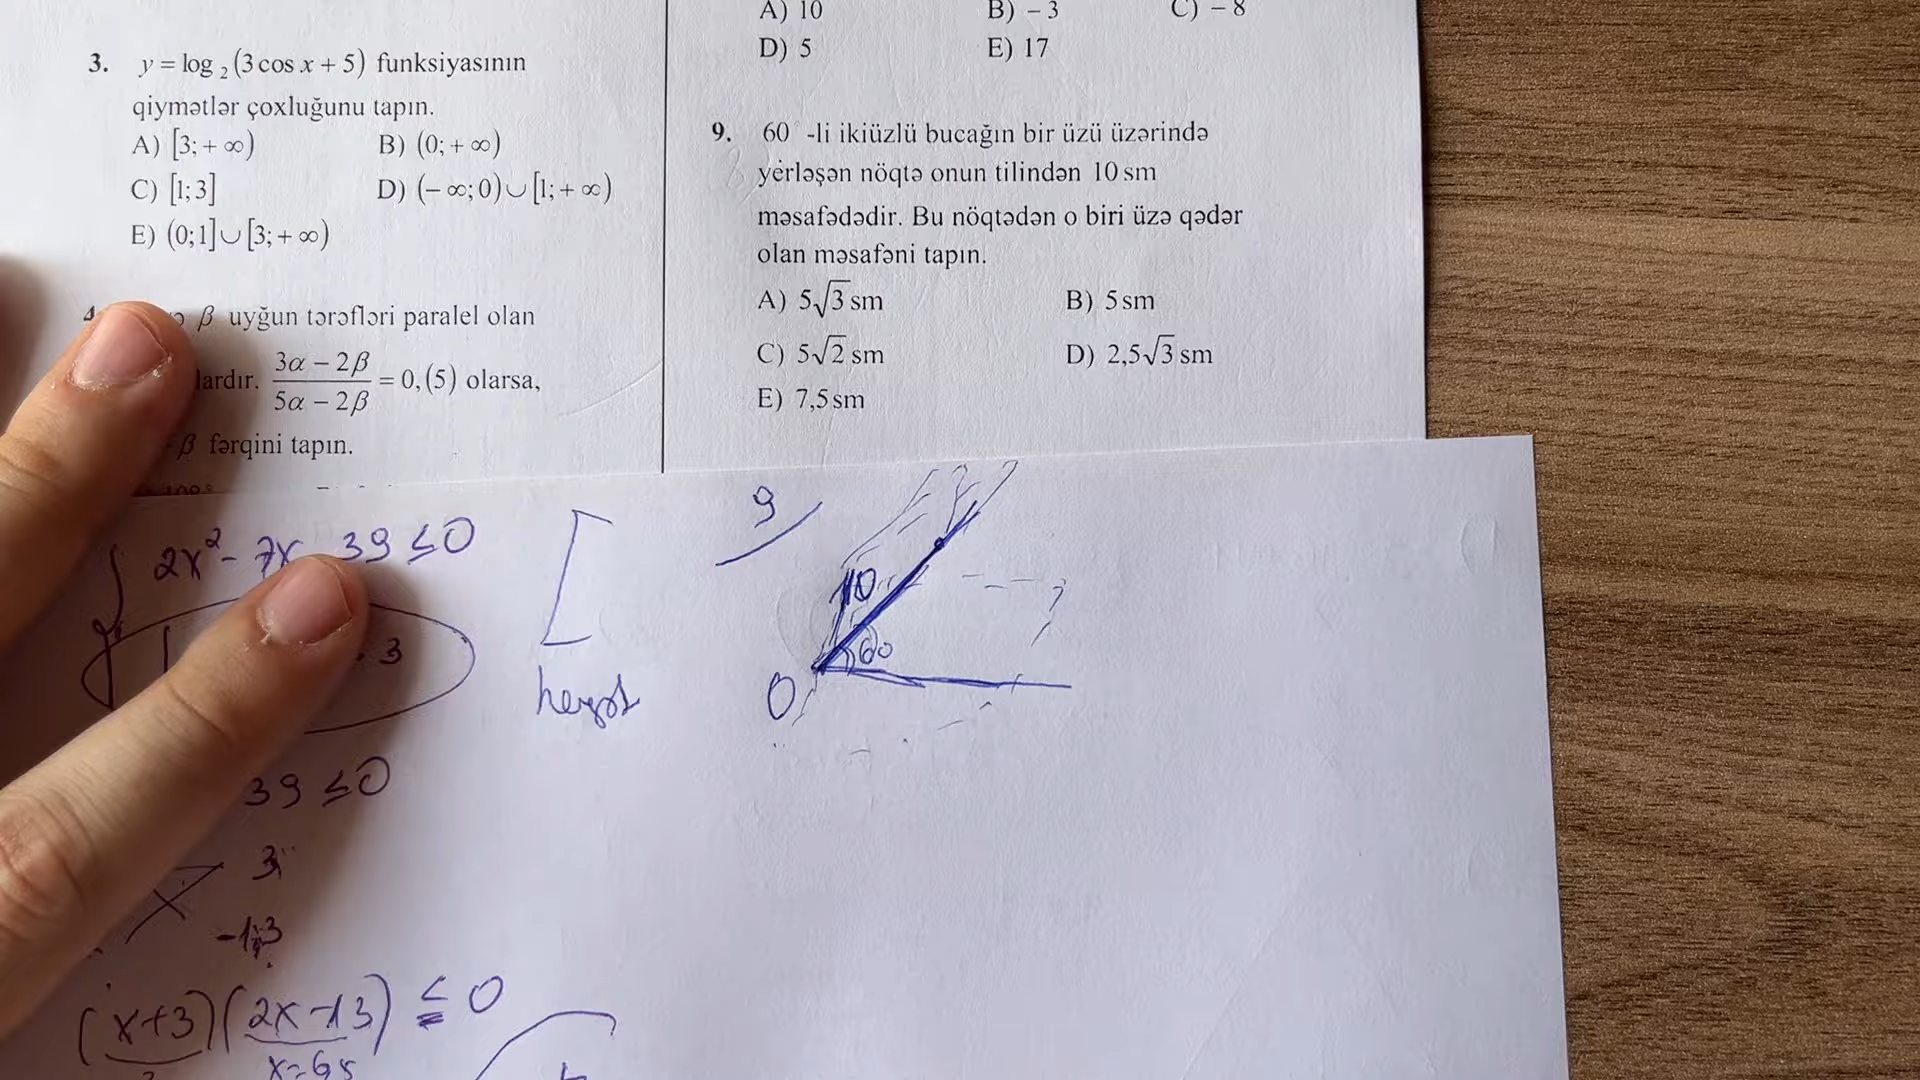 3. y = log₂(3 cos x + 5) funksiyasının
qiymətlər çoxluğunu tapın.
A) [3; + ∞) B) (0; + ∞)
C) [1; 3] D) (− ∞; 0) ∪ [1; + ∞)
E) (0; 1] ∪ [3; + ∞)
β uyğun tərəfləri paralel olan
lardır. (3α − 2β)/(5α − 2β) = 0,(5) olarsa,
β fərqini tapın.
A) 10 B) − 3 C) − 8
D) 5 E) 17
9. 60° -li ikiüzlü bucağın bir üzü üzərində
yerləşən nöqtə onun tilindən 10 sm
məsafədədir. Bu nöqtədən o biri üzə qədər
olan məsafəni tapın.
A) 5√3 sm B) 5 sm
C) 5√2 sm D) 2,5√3 sm
E) 7,5 sm
2x² − 7x − 39 ≤ 0
3
39 ≤ 0
3
−13
(x+3)(2x−13) ≤ 0
9
10
60
O
?